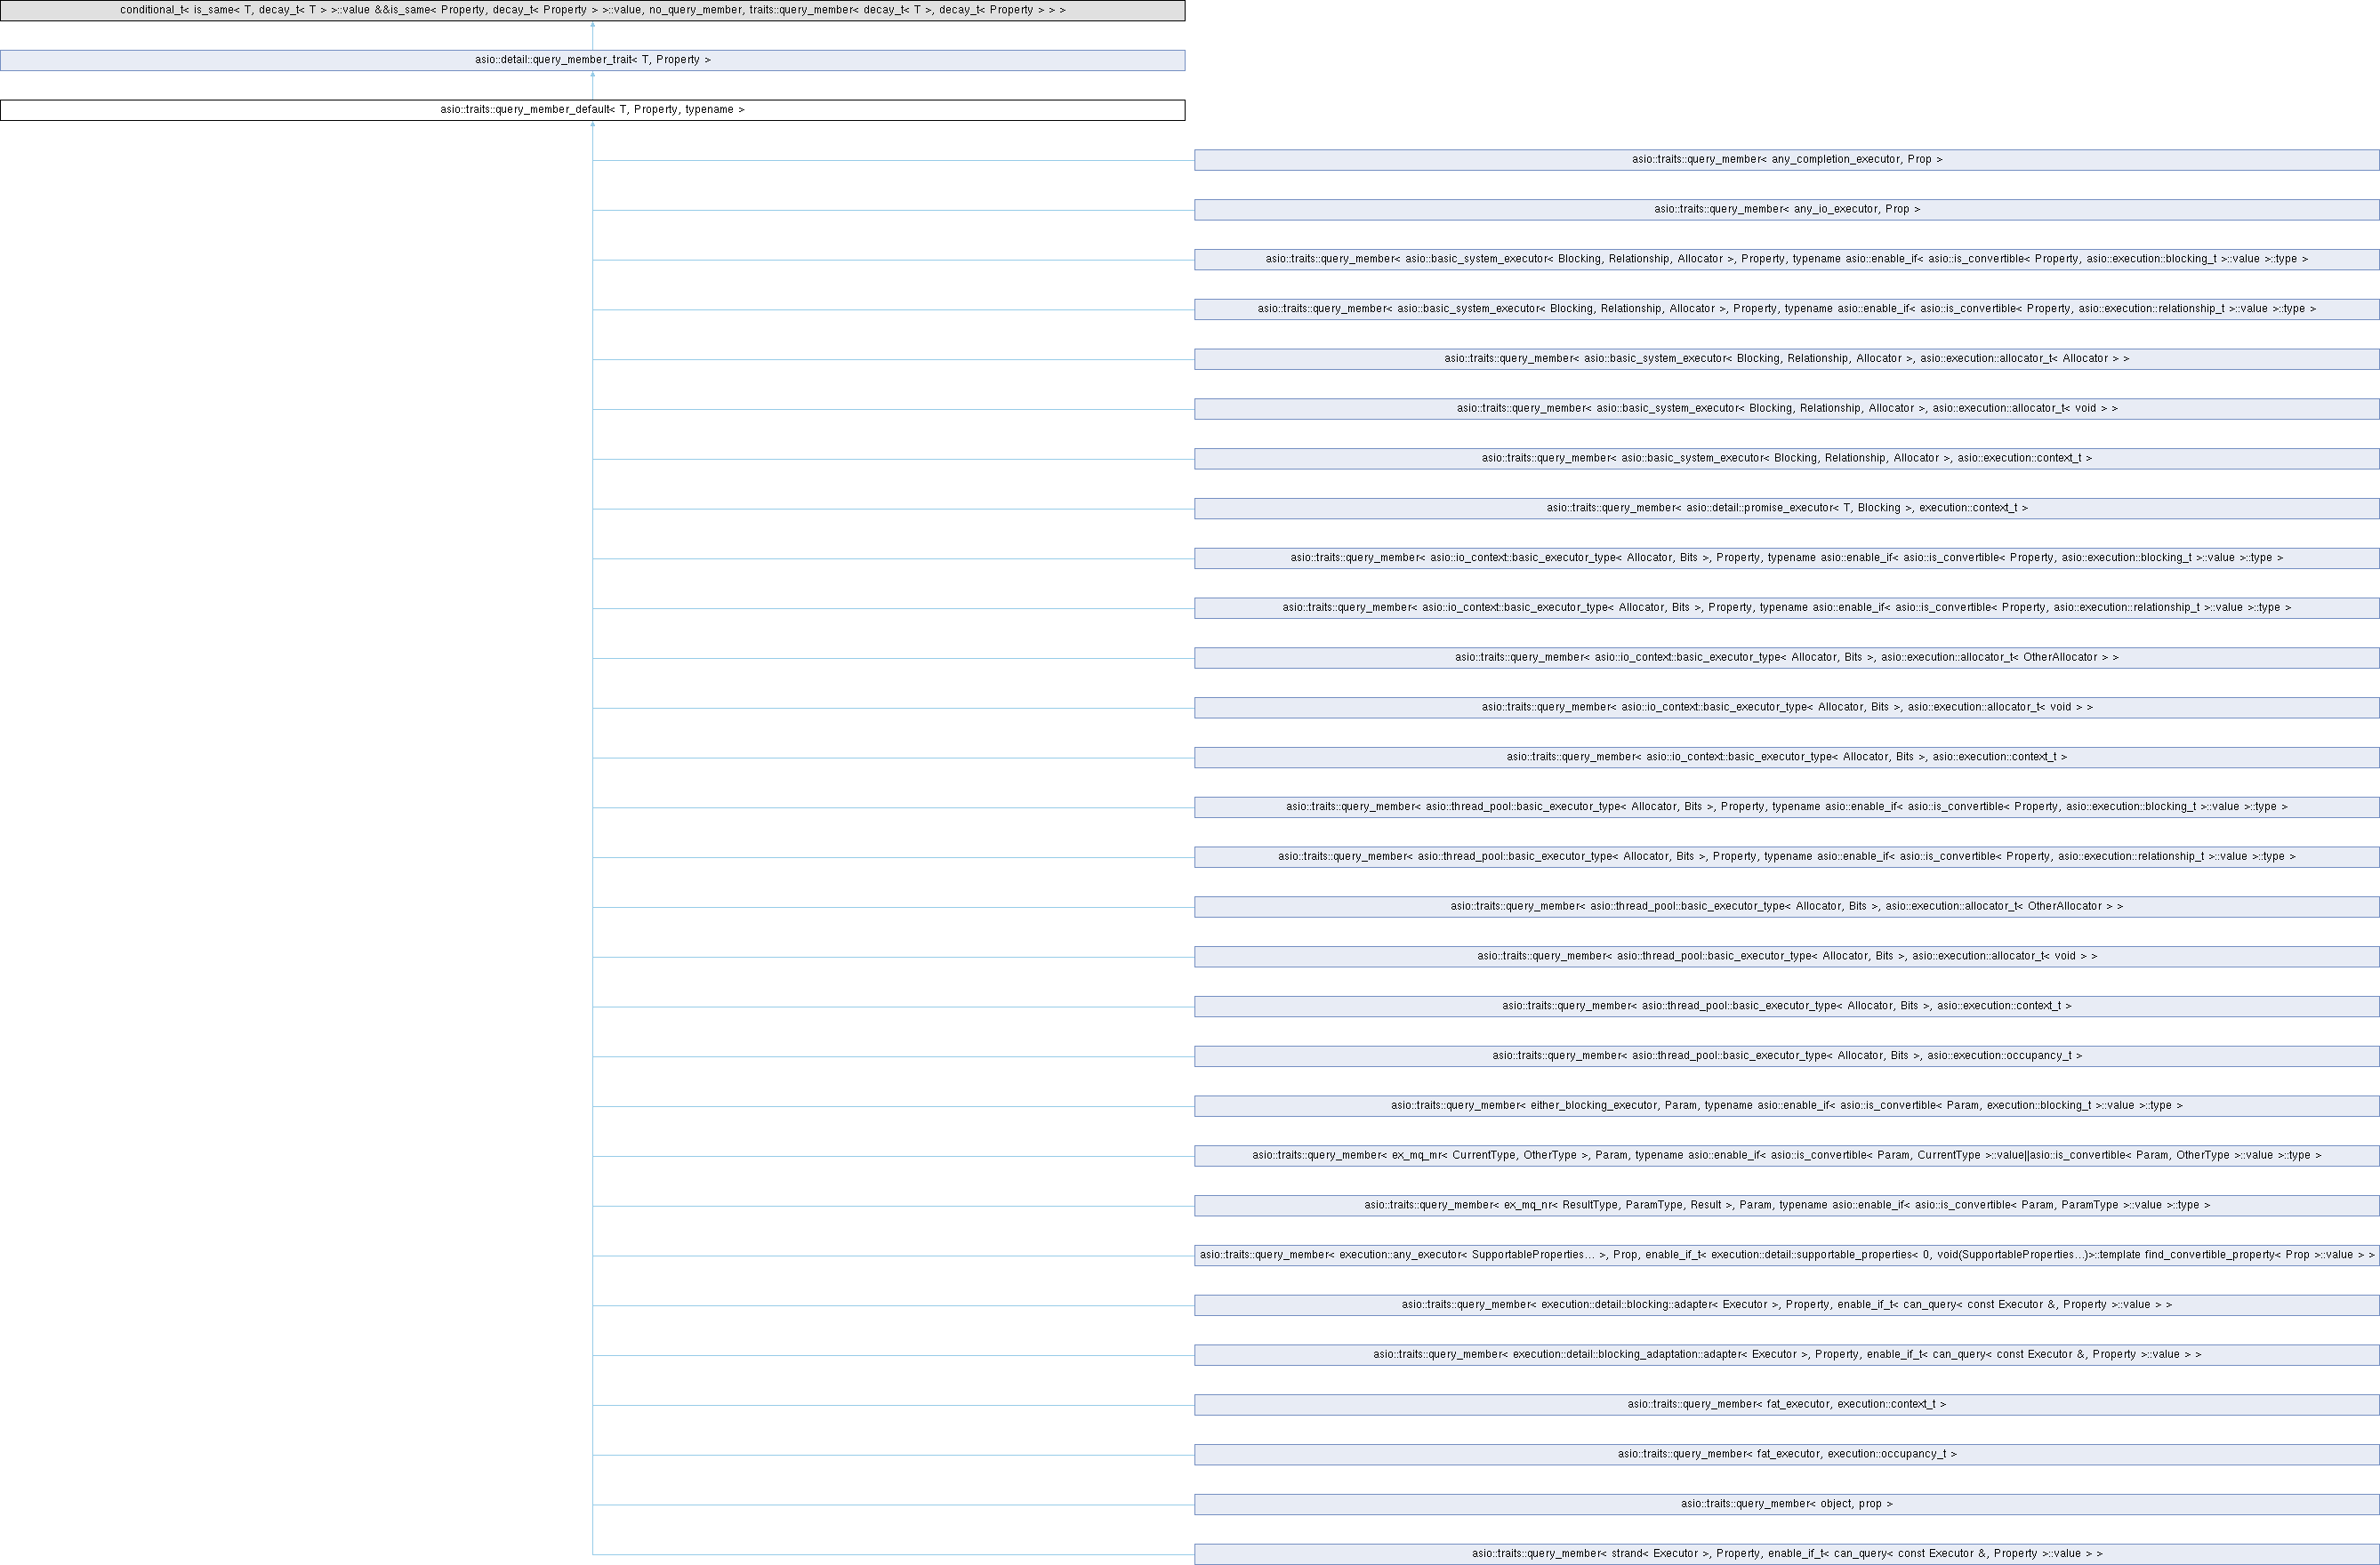 conditional_t< is_same< T, decay_t< T > >::value &&is_same< Property, decay_t< Property > >::value, no_query_member, traits::query_member< decay_t< T >, decay_t< Property > > >
asio::detail::query_member_trait< T, Property >
asio::traits::query_member_default< T, Property, typename >
asio::traits::query_member< any_completion_executor, Prop >
asio::traits::query_member< any_io_executor, Prop >
asio::traits::query_member< asio::basic_system_executor< Blocking, Relationship, Allocator >, Property, typename asio::enable_if< asio::is_convertible< Property, asio::execution::blocking_t >::value >::type >
asio::traits::query_member< asio::basic_system_executor< Blocking, Relationship, Allocator >, Property, typename asio::enable_if< asio::is_convertible< Property, asio::execution::relationship_t >::value >::type >
asio::traits::query_member< asio::basic_system_executor< Blocking, Relationship, Allocator >, asio::execution::allocator_t< Allocator > >
asio::traits::query_member< asio::basic_system_executor< Blocking, Relationship, Allocator >, asio::execution::allocator_t< void > >
asio::traits::query_member< asio::basic_system_executor< Blocking, Relationship, Allocator >, asio::execution::context_t >
asio::traits::query_member< asio::detail::promise_executor< T, Blocking >, execution::context_t >
asio::traits::query_member< asio::io_context::basic_executor_type< Allocator, Bits >, Property, typename asio::enable_if< asio::is_convertible< Property, asio::execution::blocking_t >::value >::type >
asio::traits::query_member< asio::io_context::basic_executor_type< Allocator, Bits >, Property, typename asio::enable_if< asio::is_convertible< Property, asio::execution::relationship_t >::value >::type >
asio::traits::query_member< asio::io_context::basic_executor_type< Allocator, Bits >, asio::execution::allocator_t< OtherAllocator > >
asio::traits::query_member< asio::io_context::basic_executor_type< Allocator, Bits >, asio::execution::allocator_t< void > >
asio::traits::query_member< asio::io_context::basic_executor_type< Allocator, Bits >, asio::execution::context_t >
asio::traits::query_member< asio::thread_pool::basic_executor_type< Allocator, Bits >, Property, typename asio::enable_if< asio::is_convertible< Property, asio::execution::blocking_t >::value >::type >
asio::traits::query_member< asio::thread_pool::basic_executor_type< Allocator, Bits >, Property, typename asio::enable_if< asio::is_convertible< Property, asio::execution::relationship_t >::value >::type >
asio::traits::query_member< asio::thread_pool::basic_executor_type< Allocator, Bits >, asio::execution::allocator_t< OtherAllocator > >
asio::traits::query_member< asio::thread_pool::basic_executor_type< Allocator, Bits >, asio::execution::allocator_t< void > >
asio::traits::query_member< asio::thread_pool::basic_executor_type< Allocator, Bits >, asio::execution::context_t >
asio::traits::query_member< asio::thread_pool::basic_executor_type< Allocator, Bits >, asio::execution::occupancy_t >
asio::traits::query_member< either_blocking_executor, Param, typename asio::enable_if< asio::is_convertible< Param, execution::blocking_t >::value >::type >
asio::traits::query_member< ex_mq_mr< CurrentType, OtherType >, Param, typename asio::enable_if< asio::is_convertible< Param, CurrentType >::value||asio::is_convertible< Param, OtherType >::value >::type >
asio::traits::query_member< ex_mq_nr< ResultType, ParamType, Result >, Param, typename asio::enable_if< asio::is_convertible< Param, ParamType >::value >::type >
asio::traits::query_member< execution::any_executor< SupportableProperties... >, Prop, enable_if_t< execution::detail::supportable_properties< 0, void(SupportableProperties...)>::template find_convertible_property< Prop >::value > >
asio::traits::query_member< execution::detail::blocking::adapter< Executor >, Property, enable_if_t< can_query< const Executor &, Property >::value > >
asio::traits::query_member< execution::detail::blocking_adaptation::adapter< Executor >, Property, enable_if_t< can_query< const Executor &, Property >::value > >
asio::traits::query_member< fat_executor, execution::context_t >
asio::traits::query_member< fat_executor, execution::occupancy_t >
asio::traits::query_member< object, prop >
asio::traits::query_member< strand< Executor >, Property, enable_if_t< can_query< const Executor &, Property >::value > >